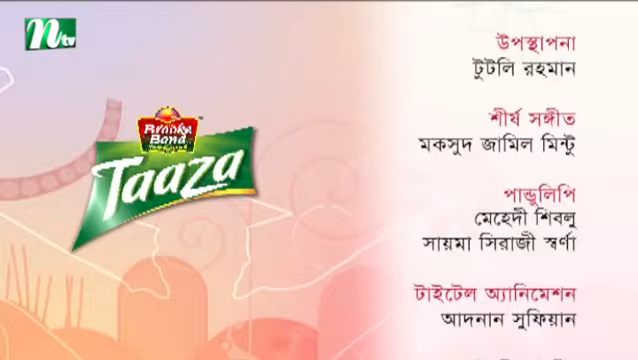 ntv
Brooke
Bond
Taaza
উপস্থাপনা
টুটলি রহমান
শীর্ষ সঙ্গীত
মকসুদ জামিল মিন্টু
পান্ডুলিপি
মেহেদী শিবলু
সায়মা সিরাজী স্বর্ণা
টাইটেল অ্যানিমেশন
আদনান সুফিয়ান